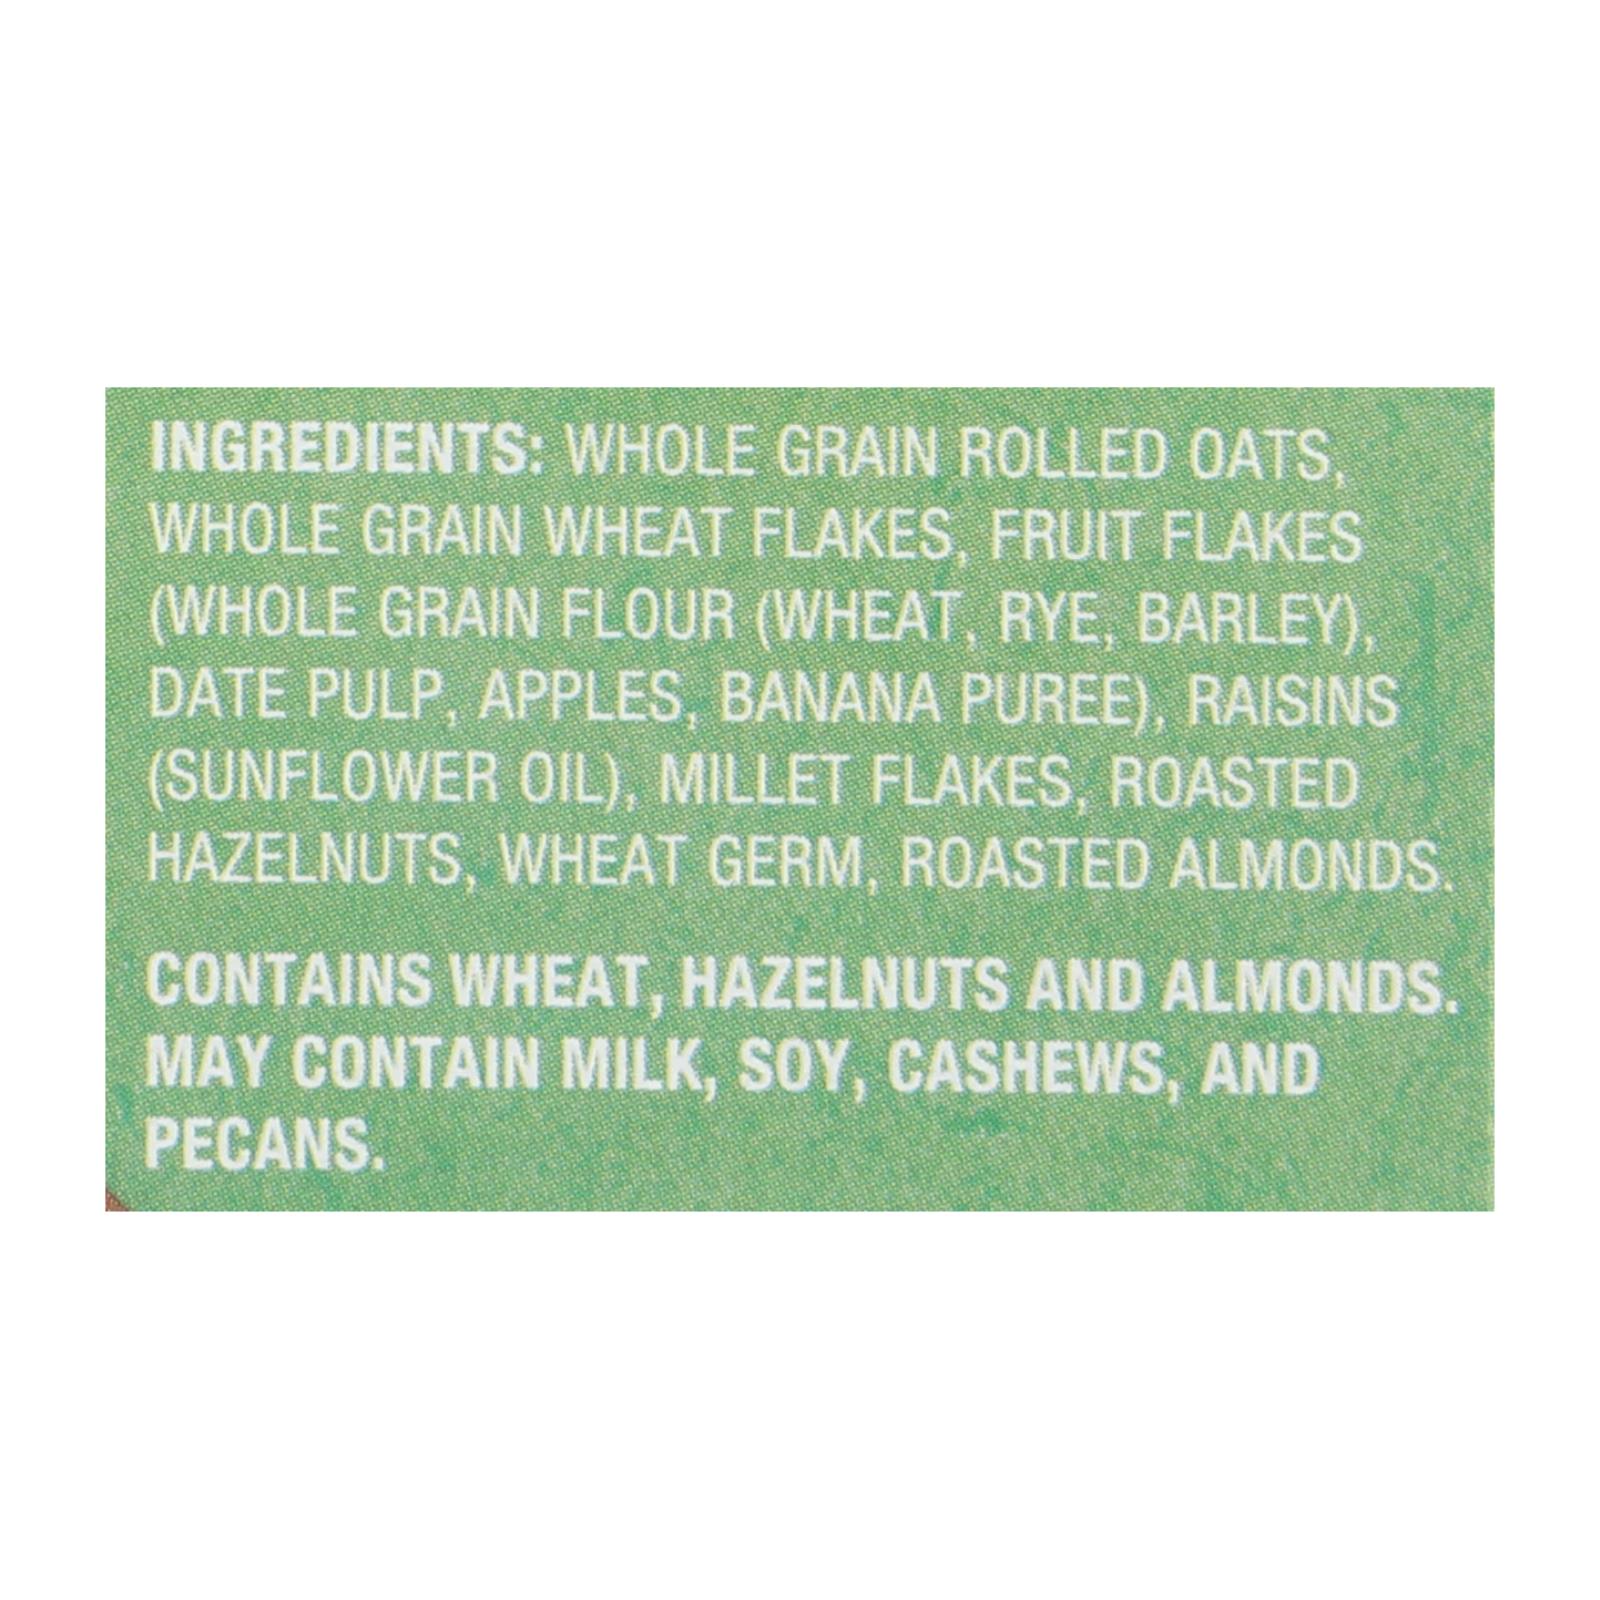 INGREDIENTS: WHOLE GRAIN ROLLED OATS,
WHOLE GRAIN WHEAT FLAKES, FRUIT FLAKES
(WHOLE GRAIN FLOUR (WHEAT, RYE, BARLEY),
DATE PULP, APPLES, BANANA PUREE), RAISINS
(SUNFLOWER OIL), MILLET FLAKES, ROASTED
HAZELNUTS, WHEAT GERM, ROASTED ALMONDS.
CONTAINS WHEAT, HAZELNUTS AND ALMONDS.
MAY CONTAIN MILK, SOY, CASHEWS, AND
PECANS.